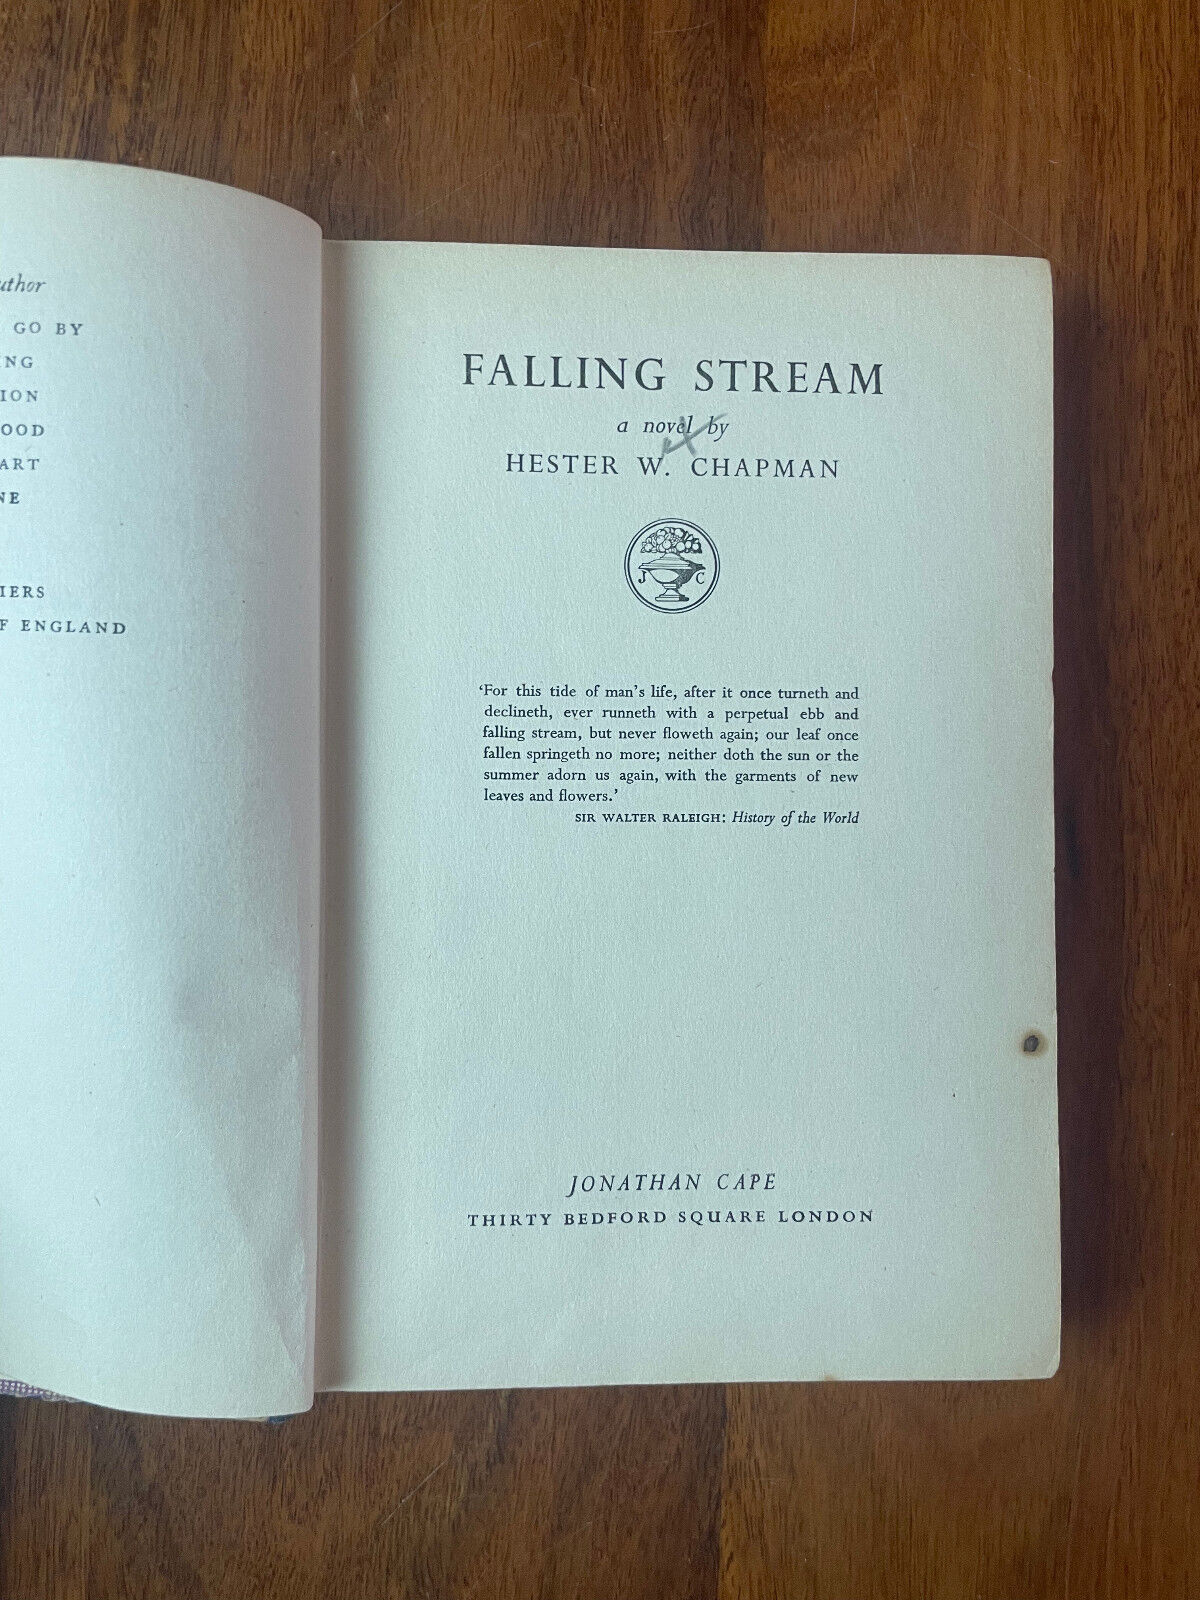 uthor
GO BY
NG
ION
OOD
ART
NE
IERS
F ENGLAND
FALLING STREAM
a novel by
HESTER W. CHAPMAN
J C
‘For this tide of man’s life, after it once turneth and
declineth, ever runneth with a perpetual ebb and
falling stream, but never floweth again; our leaf once
fallen springeth no more; neither doth the sun or the
summer adorn us again, with the garments of new
leaves and flowers.’
SIR WALTER RALEIGH: History of the World
JONATHAN CAPE
THIRTY BEDFORD SQUARE LONDON